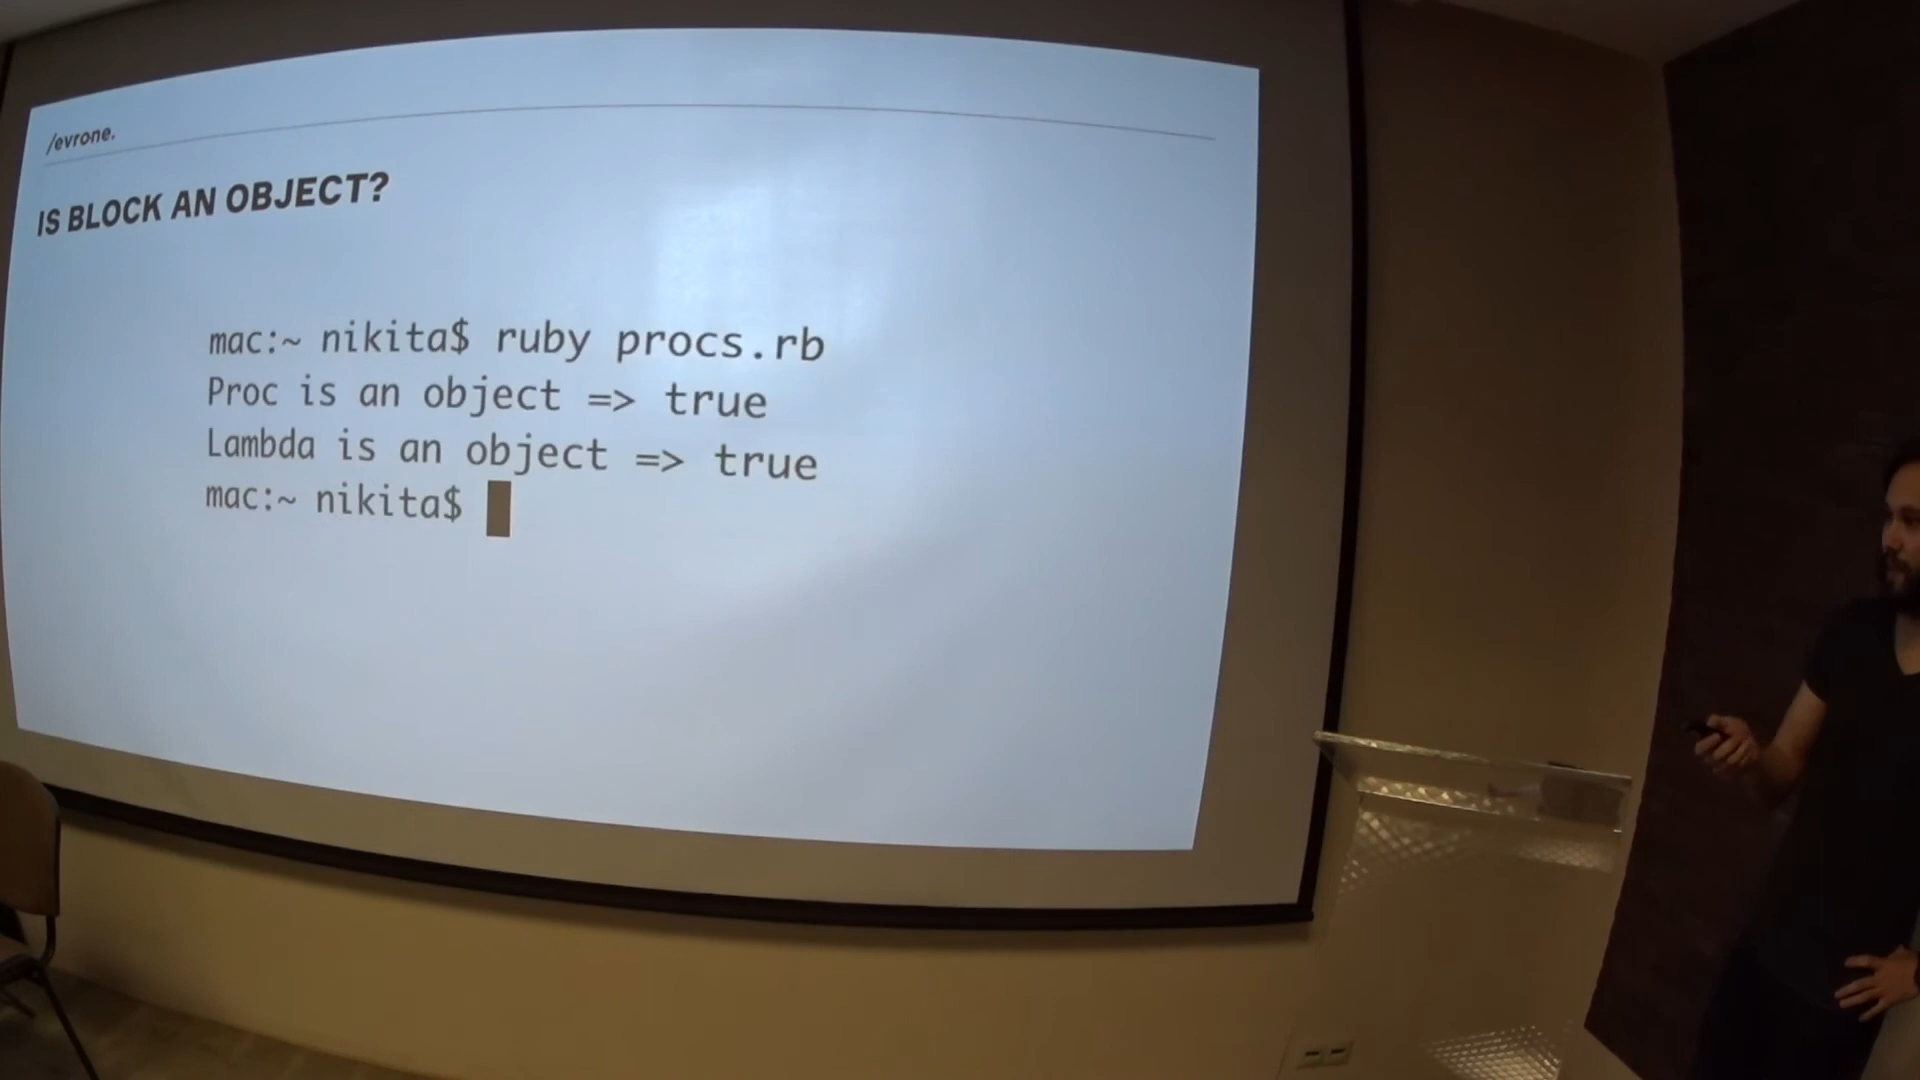 /evrone.
IS BLOCK AN OBJECT?
mac:~ nikita$ ruby procs.rb
Proc is an object => true
Lambda is an object => true
mac:~ nikita$